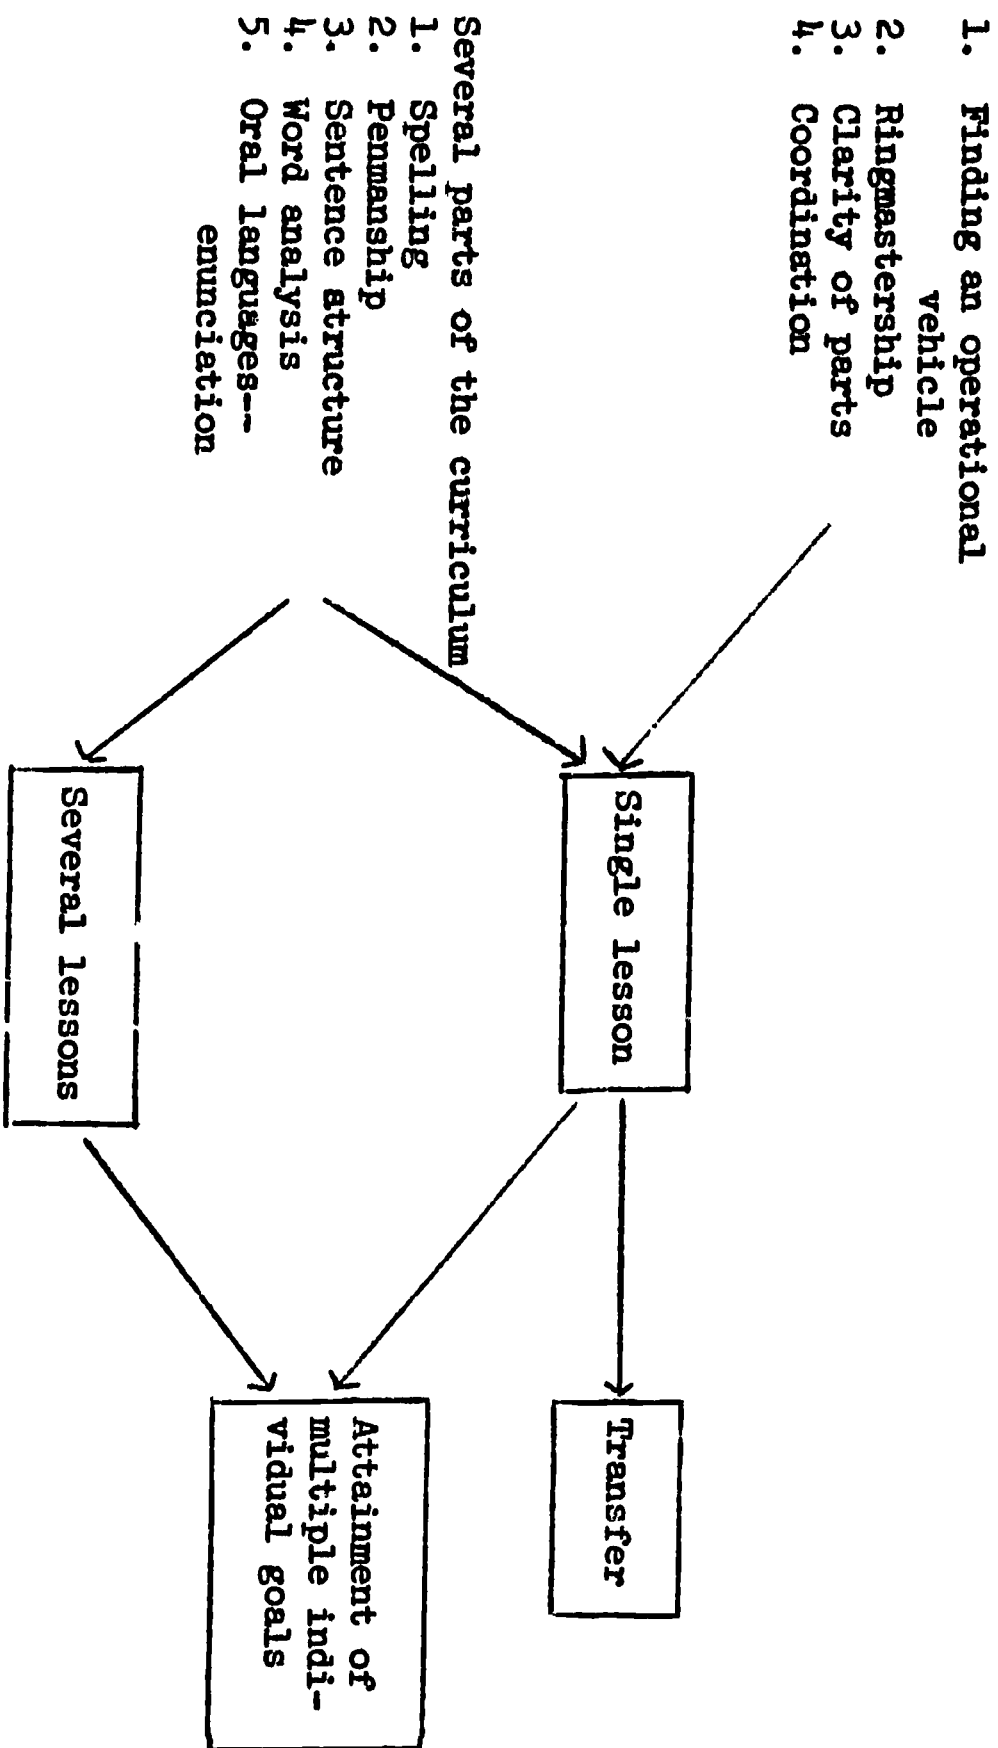 1. Finding an operational
vehicle
2. Ringmastership
3. Clarity of parts
4. Coordination
Several parts of the curriculum
1. Spelling
2. Penmanship
3. Sentence structure
4. Word analysis
5. Oral languages--
enunciation
Single lesson
Several lessons
Transfer
Attainment of
multiple indi-
vidual goals